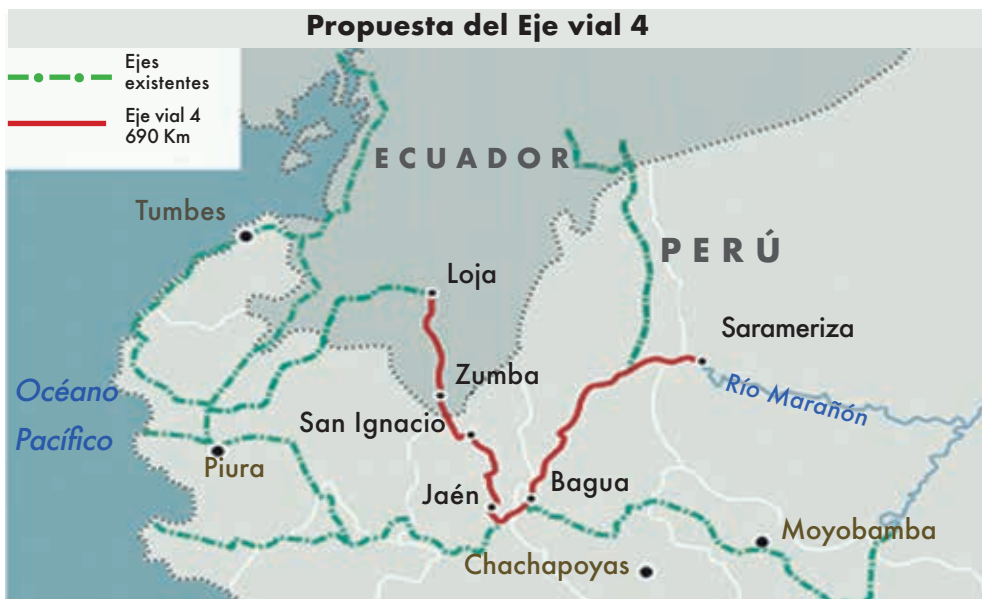 Propuesta del Eje vial 4
Ejes
existentes
Eje vial 4
690 Km
ECUADOR
Tumbes
PERÚ
Loja
Sarameriza
Zumba
Océano
Pacífico
Río Marañón
San Ignacio
Piura
Jaén
Bagua
Moyobamba
Chachapoyas